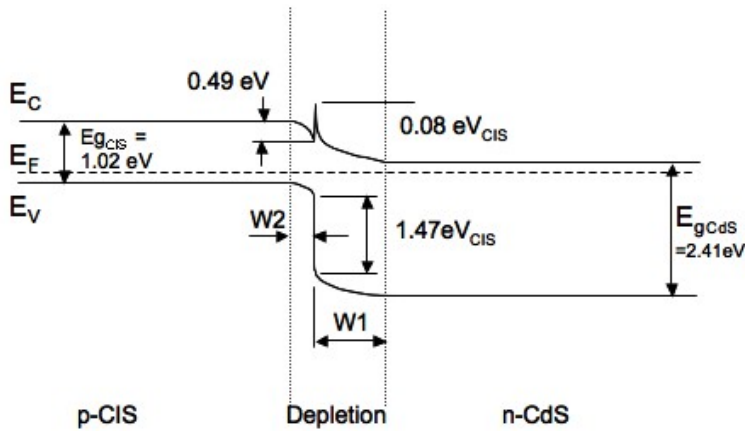 0.49 eV
E_C
0.08 eV_CIS
Eg_CIS =
1.02 eV
E_F
E_V
W2
1.47eV_CIS
E_gCdS
=2.41eV
W1
p-CIS
Depletion
n-CdS